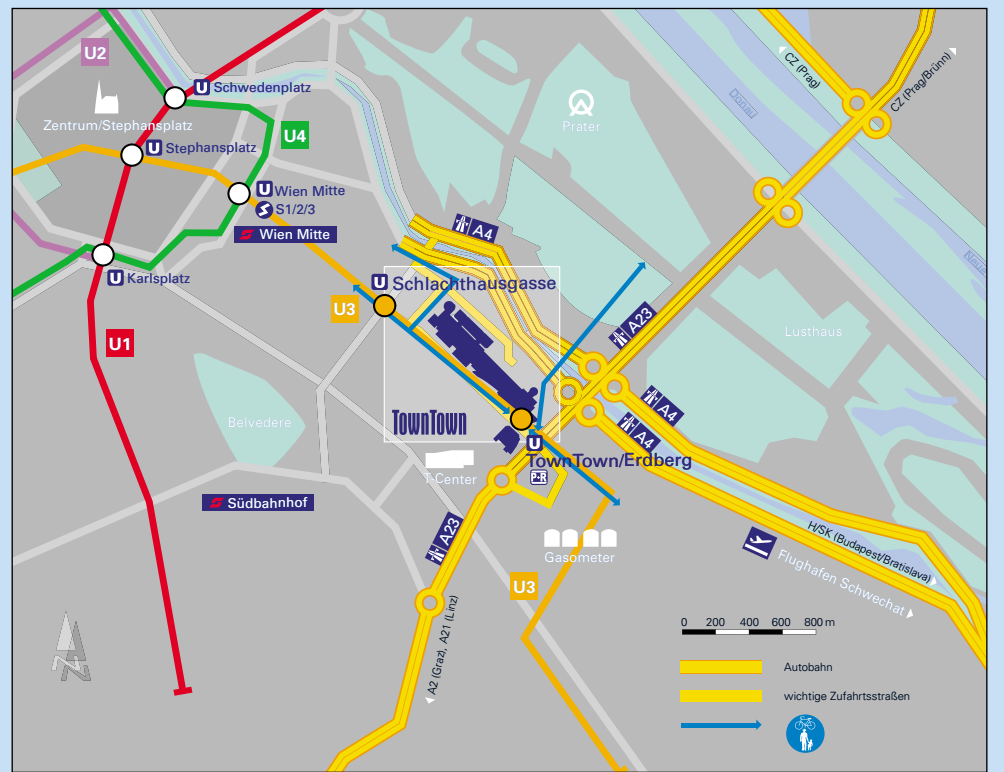 U2
U Schwedenplatz
Zentrum/Stephansplatz
U4
U Stephansplatz
U Wien Mitte
S1/2/3
Wien Mitte
U Karlsplatz
U1
U3
U
Schlachthausgasse
Prater
Donau
CZ (Prag)
CZ (Prag/Brünn)
A4
A23
Lusthaus
A4
A4
TownTown
U
TownTown/Erdberg
T-Center
P+R
Belvedere
Südbahnhof
A23
Gasometer
U3
H/SK (Budapest/Bratislava)
Flughafen Schwechat
A2 (Graz), A21 (Linz)
N
0 200 400 600 800 m
Autobahn
wichtige Zufahrtsstraßen